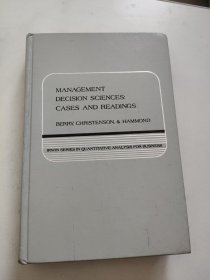 MANAGEMENT
DECISION SCIENCES:
CASES AND READINGS
BERRY, CHRISTENSON, & HAMMOND
IRWIN SERIES IN QUANTITATIVE ANALYSIS FOR BUSINESS